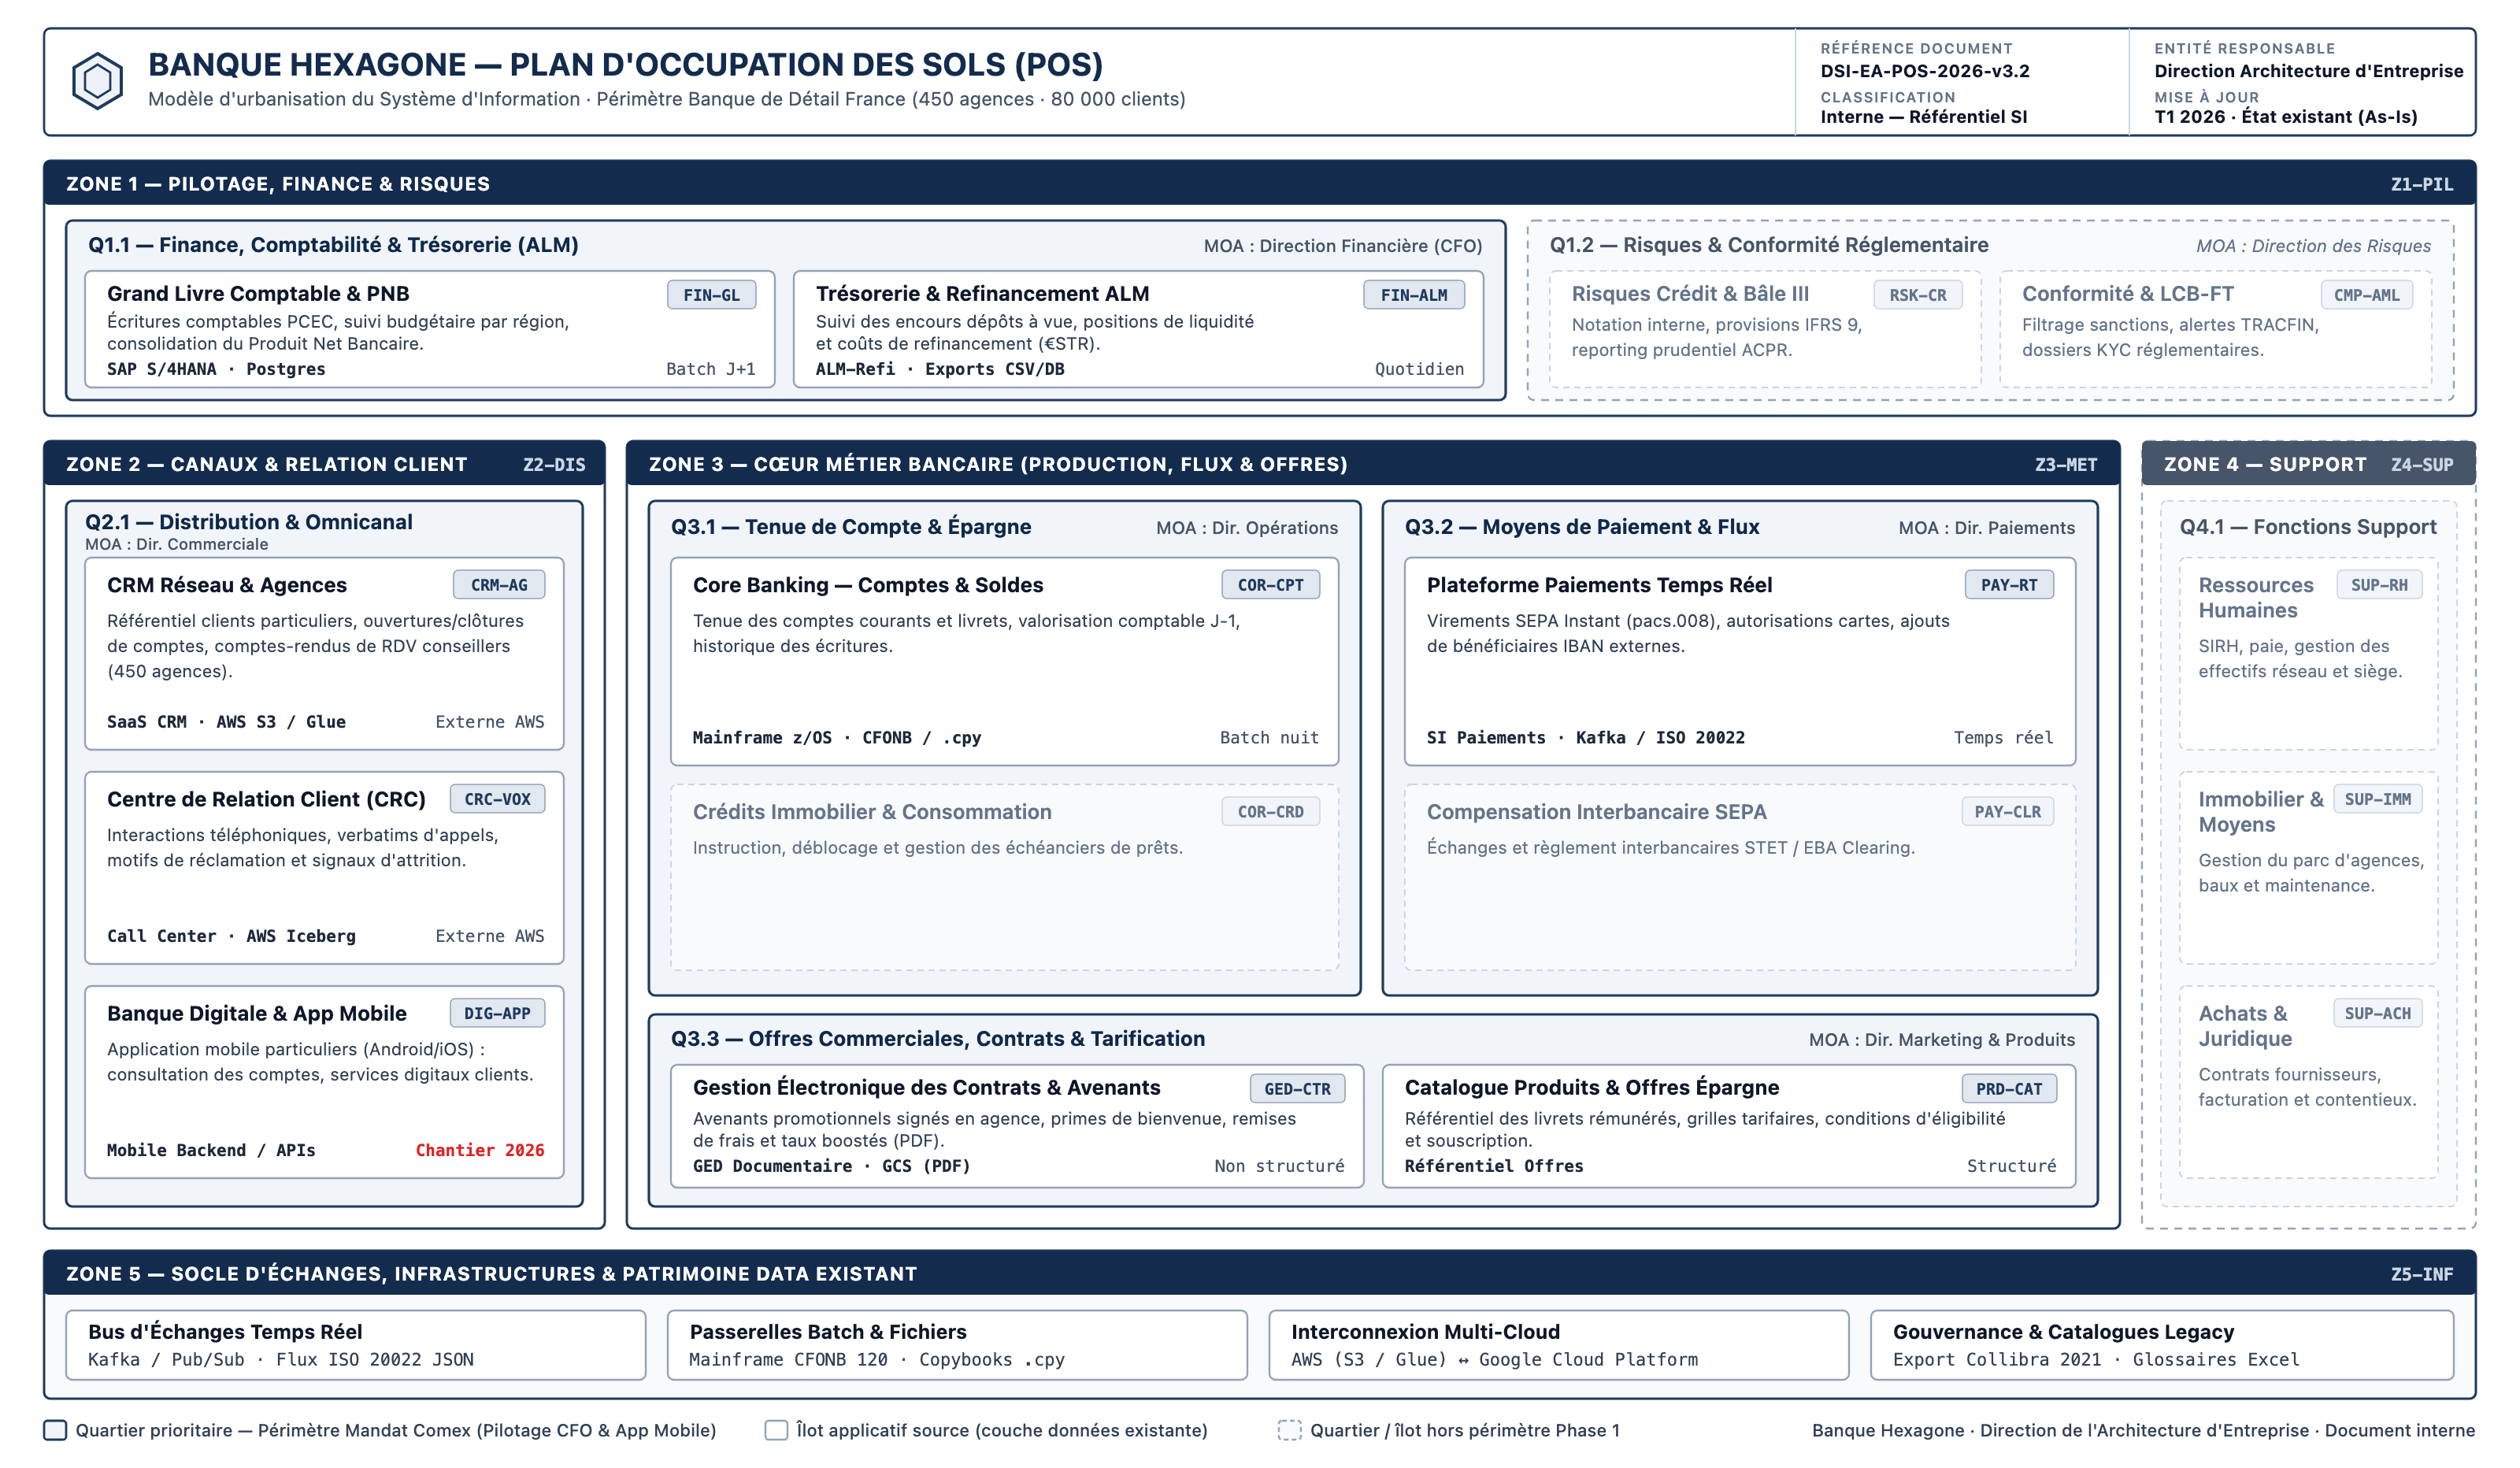 BANQUE HEXAGONE — PLAN D'OCCUPATION DES SOLS (POS)
Modèle d'urbanisation du Système d'Information · Périmètre Banque de Détail France (450 agences · 80 000 clients)
RÉFÉRENCE DOCUMENT
DSI-EA-POS-2026-v3.2
CLASSIFICATION
Interne — Référentiel SI
ENTITÉ RESPONSABLE
Direction Architecture d'Entreprise
MISE À JOUR
T1 2026 · État existant (As-Is)
ZONE 1 — PILOTAGE, FINANCE & RISQUES
Z1-PIL
Q1.1 — Finance, Comptabilité & Trésorerie (ALM)
MOA : Direction Financière (CFO)
Grand Livre Comptable & PNB
FIN-GL
Écritures comptables PCEC, suivi budgétaire par région,
consolidation du Produit Net Bancaire.
SAP S/4HANA · Postgres
Batch J+1
Trésorerie & Refinancement ALM
FIN-ALM
Suivi des encours dépôts à vue, positions de liquidité
et coûts de refinancement (€STR).
ALM-Refi · Exports CSV/DB
Quotidien
Q1.2 — Risques & Conformité Réglementaire
MOA : Direction des Risques
Risques Crédit & Bâle III
RSK-CR
Notation interne, provisions IFRS 9,
reporting prudentiel ACPR.
Conformité & LCB-FT
CMP-AML
Filtrage sanctions, alertes TRACFIN,
dossiers KYC réglementaires.
ZONE 2 — CANAUX & RELATION CLIENT
Z2-DIS
Q2.1 — Distribution & Omnicanal
MOA : Dir. Commerciale
CRM Réseau & Agences
CRM-AG
Référentiel clients particuliers, ouvertures/clôtures
de comptes, comptes-rendus de RDV conseillers
(450 agences).
SaaS CRM · AWS S3 / Glue
Externe AWS
Centre de Relation Client (CRC)
CRC-VOX
Interactions téléphoniques, verbatims d'appels,
motifs de réclamation et signaux d'attrition.
Call Center · AWS Iceberg
Externe AWS
Banque Digitale & App Mobile
DIG-APP
Application mobile particuliers (Android/iOS) :
consultation des comptes, services digitaux clients.
Mobile Backend / APIs
Chantier 2026
ZONE 3 — CŒUR MÉTIER BANCAIRE (PRODUCTION, FLUX & OFFRES)
Z3-MET
Q3.1 — Tenue de Compte & Épargne
MOA : Dir. Opérations
Core Banking — Comptes & Soldes
COR-CPT
Tenue des comptes courants et livrets, valorisation comptable J-1,
historique des écritures.
Mainframe z/OS · CFONB / .cpy
Batch nuit
Crédits Immobilier & Consommation
COR-CRD
Instruction, déblocage et gestion des échéanciers de prêts.
Q3.2 — Moyens de Paiement & Flux
MOA : Dir. Paiements
Plateforme Paiements Temps Réel
PAY-RT
Virements SEPA Instant (pacs.008), autorisations cartes, ajouts
de bénéficiaires IBAN externes.
SI Paiements · Kafka / ISO 20022
Temps réel
Compensation Interbancaire SEPA
PAY-CLR
Échanges et règlement interbancaires STET / EBA Clearing.
Q3.3 — Offres Commerciales, Contrats & Tarification
MOA : Dir. Marketing & Produits
Gestion Électronique des Contrats & Avenants
GED-CTR
Avenants promotionnels signés en agence, primes de bienvenue, remises
de frais et taux boostés (PDF).
GED Documentaire · GCS (PDF)
Non structuré
Catalogue Produits & Offres Épargne
PRD-CAT
Référentiel des livrets rémunérés, grilles tarifaires, conditions d'éligibilité
et souscription.
Référentiel Offres
Structuré
ZONE 4 — SUPPORT
Z4-SUP
Q4.1 — Fonctions Support
Ressources
Humaines
SUP-RH
SIRH, paie, gestion des
effectifs réseau et siège.
Immobilier &
Moyens
SUP-IMM
Gestion du parc d'agences,
baux et maintenance.
Achats &
Juridique
SUP-ACH
Contrats fournisseurs,
facturation et contentieux.
ZONE 5 — SOCLE D'ÉCHANGES, INFRASTRUCTURES & PATRIMOINE DATA EXISTANT
Z5-INF
Bus d'Échanges Temps Réel
Kafka / Pub/Sub · Flux ISO 20022 JSON
Passerelles Batch & Fichiers
Mainframe CFONB 120 · Copybooks .cpy
Interconnexion Multi-Cloud
AWS (S3 / Glue) ↔ Google Cloud Platform
Gouvernance & Catalogues Legacy
Export Collibra 2021 · Glossaires Excel
Quartier prioritaire — Périmètre Mandat Comex (Pilotage CFO & App Mobile)
Îlot applicatif source (couche données existante)
Quartier / îlot hors périmètre Phase 1
Banque Hexagone · Direction de l'Architecture d'Entreprise · Document interne